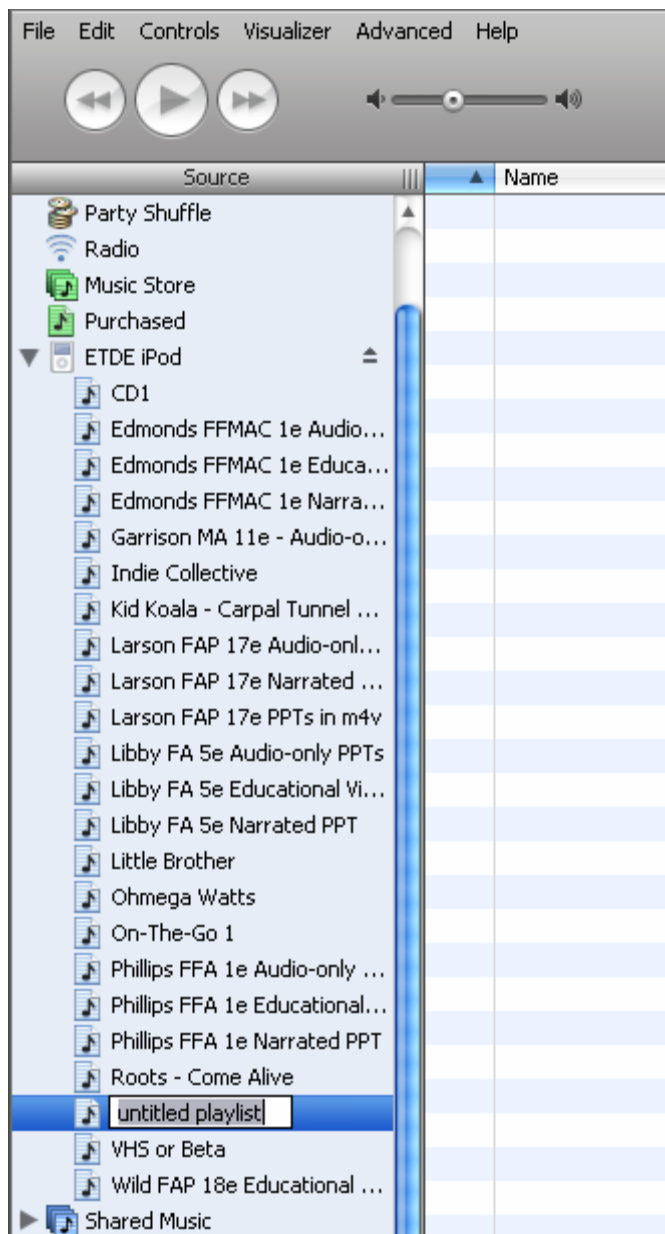 File Edit Controls Visualizer Advanced Help
Source Name
Party Shuffle
Radio
Music Store
Purchased
ETDE iPod
CD1
Edmonds FFMAC 1e Audio...
Edmonds FFMAC 1e Educa...
Edmonds FFMAC 1e Narra...
Garrison MA 11e - Audio-o...
Indie Collective
Kid Koala - Carpal Tunnel ...
Larson FAP 17e Audio-onl...
Larson FAP 17e Narrated ...
Larson FAP 17e PPTs in m4v
Libby FA 5e Audio-only PPTs
Libby FA 5e Educational Vi...
Libby FA 5e Narrated PPT
Little Brother
Ohmega Watts
On-The-Go 1
Phillips FFA 1e Audio-only ...
Phillips FFA 1e Educational...
Phillips FFA 1e Narrated PPT
Roots - Come Alive
untitled playlist
VHS or Beta
Wild FAP 18e Educational ...
Shared Music